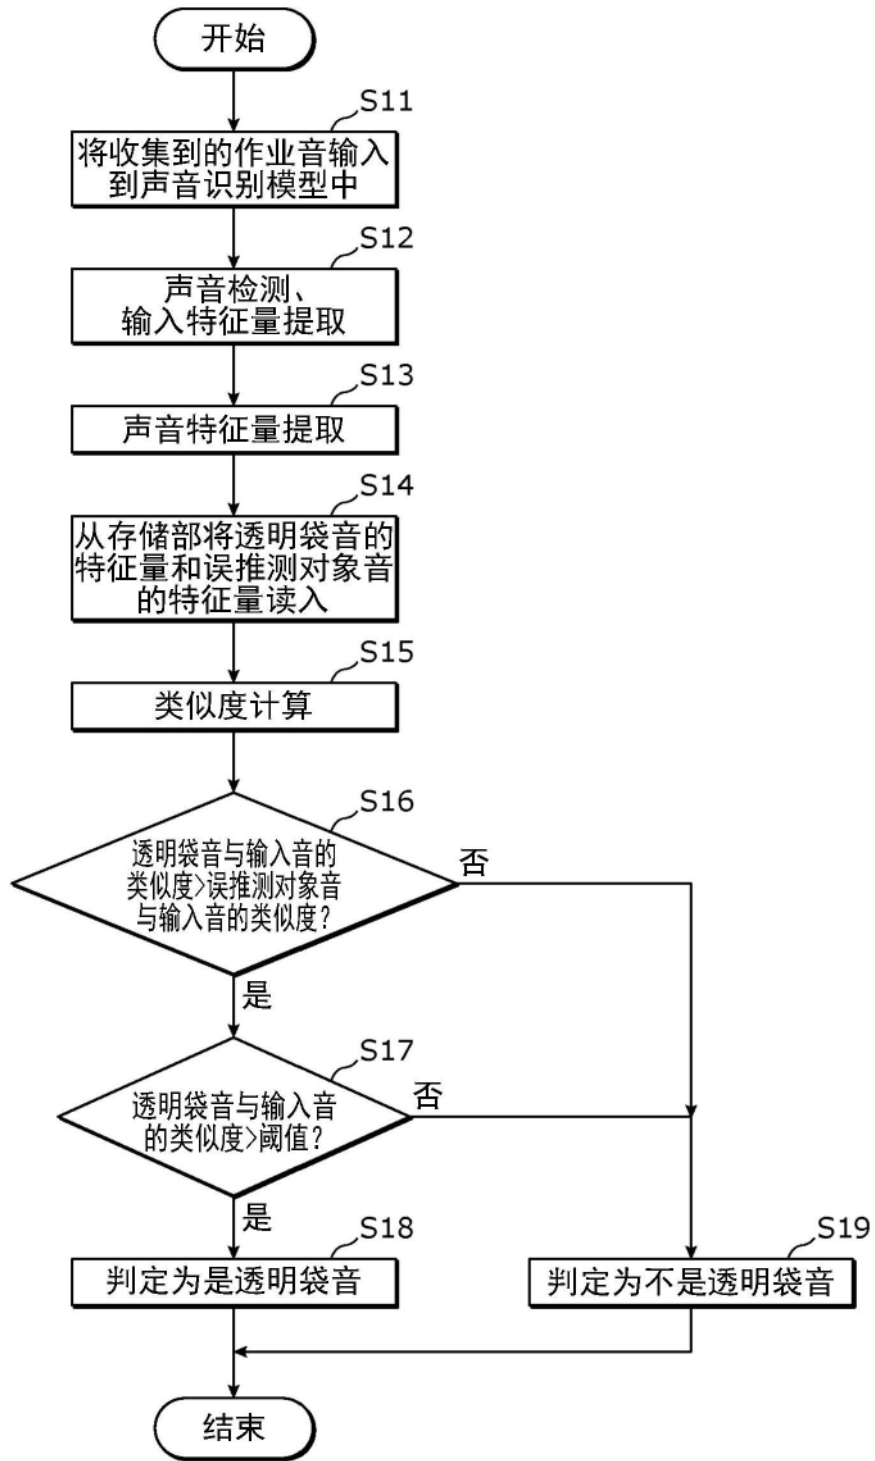 开始
S11
将收集到的作业音输入
到声音识别模型中
S12
声音检测、
输入特征量提取
S13
声音特征量提取
S14
从存储部将透明袋音的
特征量和误推测对象音
的特征量读入
S15
类似度计算
S16
透明袋音与输入音的
类似度>误推测对象音
与输入音的类似度?
否
是
S17
透明袋音与输入音
的类似度>阈值?
否
是
S18
判定为是透明袋音
S19
判定为不是透明袋音
结束